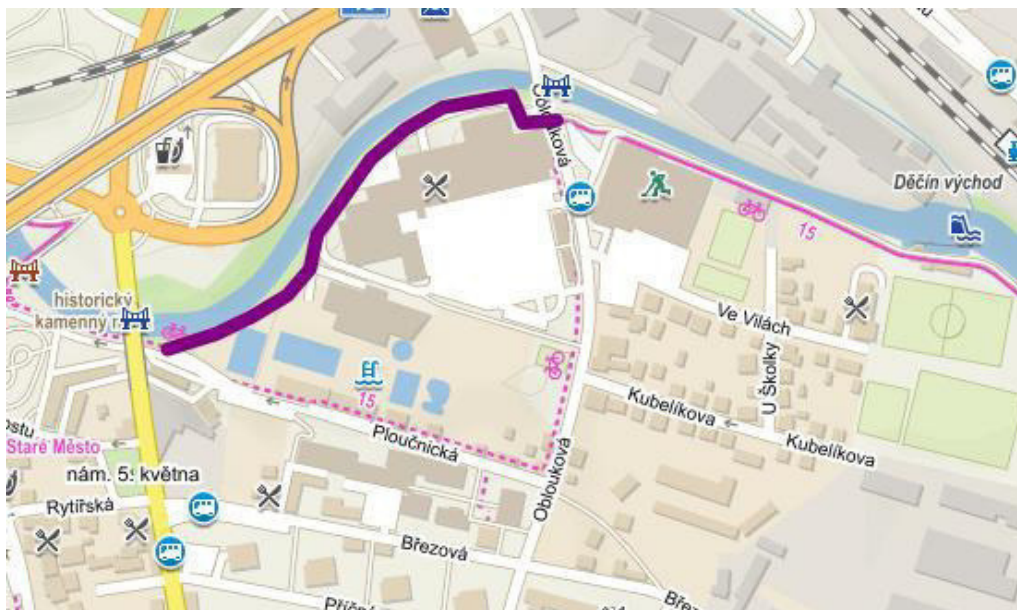 Děčín východ
15
historický
kamenný
Ve Vilách
U Školky
Kubelíkova
Kubelíkova
15
Ploučnická
Oblouková
Staré Město
nám. 5. května
Rytířská
Březová